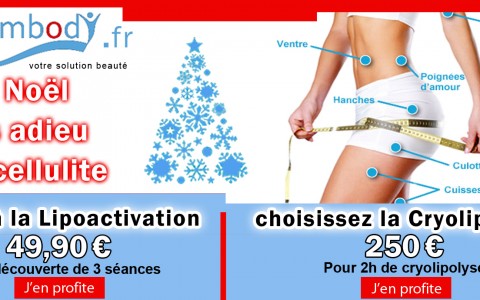 mbody.fr
votre solution beauté
Noël
adieu
cellulite
la Lipoactivation
49,90 €
découverte de 3 séances
J'en profite
Ventre
Poignées
d'amour
Hanches
Culott
Cuisses
choisissez la Cryolip
250 €
Pour 2h de cryolipolyse
J'en profite